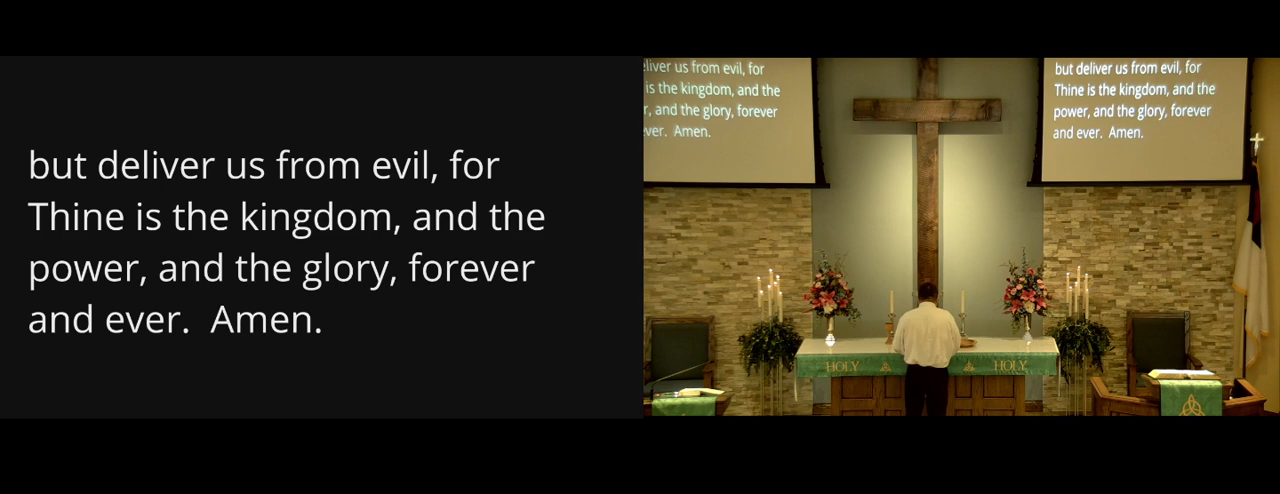 but deliver us from evil, for
Thine is the kingdom, and the
power, and the glory, forever
and ever.  Amen.
eliver us from evil, for
is the kingdom, and the
r, and the glory, forever
ever.  Amen.
but deliver us from evil, for
Thine is the kingdom, and the
power, and the glory, forever
and ever.  Amen.
HOLY HOLY